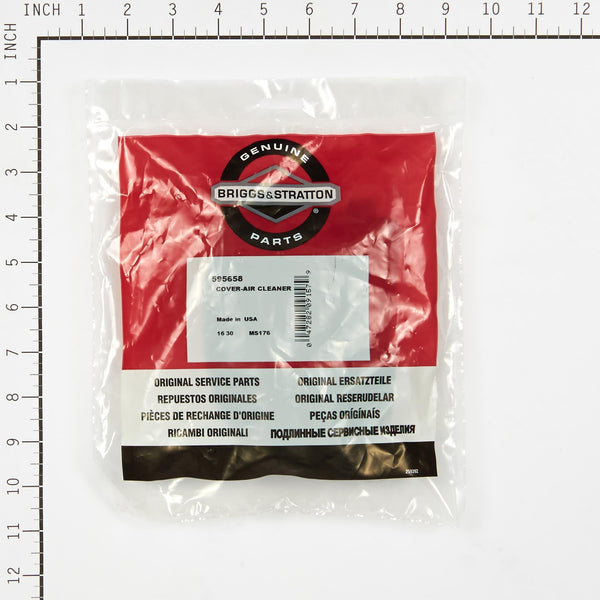 INCH 1 2 3 4 5 6 7 8 9 10 11 12
INCH
1
2
3
4
5
6
7
8
9
10
11
12
GENUINE
BRIGGS&STRATTON
®
PARTS
595658
COVER-AIR CLEANER
Made in USA
16 30 MS176
ORIGINAL SERVICE PARTS
ORIGINAL ERSATZTEILE
REPUESTOS ORIGINALES
ORIGINAL RESERUDELAR
PIÈCES DE RECHANGE D'ORIGINE
PEÇAS ORIGÍNAIS
RICAMBI ORIGINALI
ПОДЛИННЫЕ СЕРВИСНЫЕ ИЗДЕЛИЯ